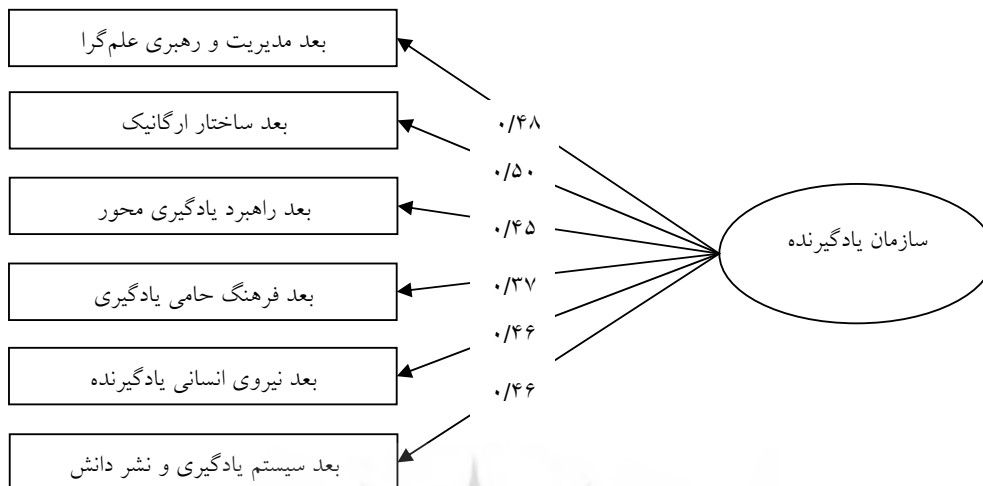 بعد مدیریت و رهبری علم‌گرا
بعد ساختار ارگانیک
بعد راهبرد یادگیری محور
بعد فرهنگ حامی یادگیری
بعد نیروی انسانی یادگیرنده
بعد سیستم یادگیری و نشر دانش
۰/۴۸
۰/۵۰
۰/۴۵
۰/۳۷
۰/۴۶
۰/۴۶
سازمان یادگیرنده